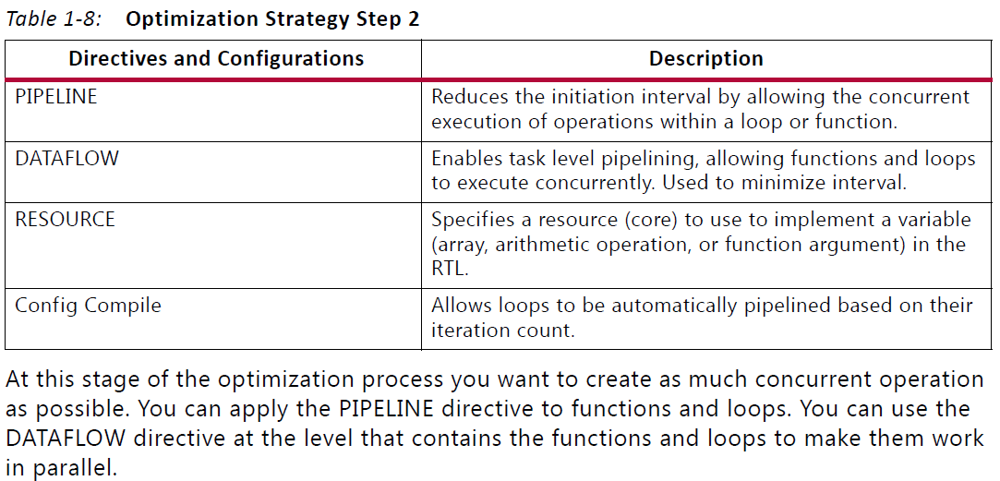 Table 1-8: Optimization Strategy Step 2
Directives and Configurations Description
PIPELINE Reduces the initiation interval by allowing the concurrent
execution of operations within a loop or function.
DATAFLOW Enables task level pipelining, allowing functions and loops
to execute concurrently. Used to minimize interval.
RESOURCE Specifies a resource (core) to use to implement a variable
(array, arithmetic operation, or function argument) in the
RTL.
Config Compile Allows loops to be automatically pipelined based on their
iteration count.
At this stage of the optimization process you want to create as much concurrent operation
as possible. You can apply the PIPELINE directive to functions and loops. You can use the
DATAFLOW directive at the level that contains the functions and loops to make them work
in parallel.